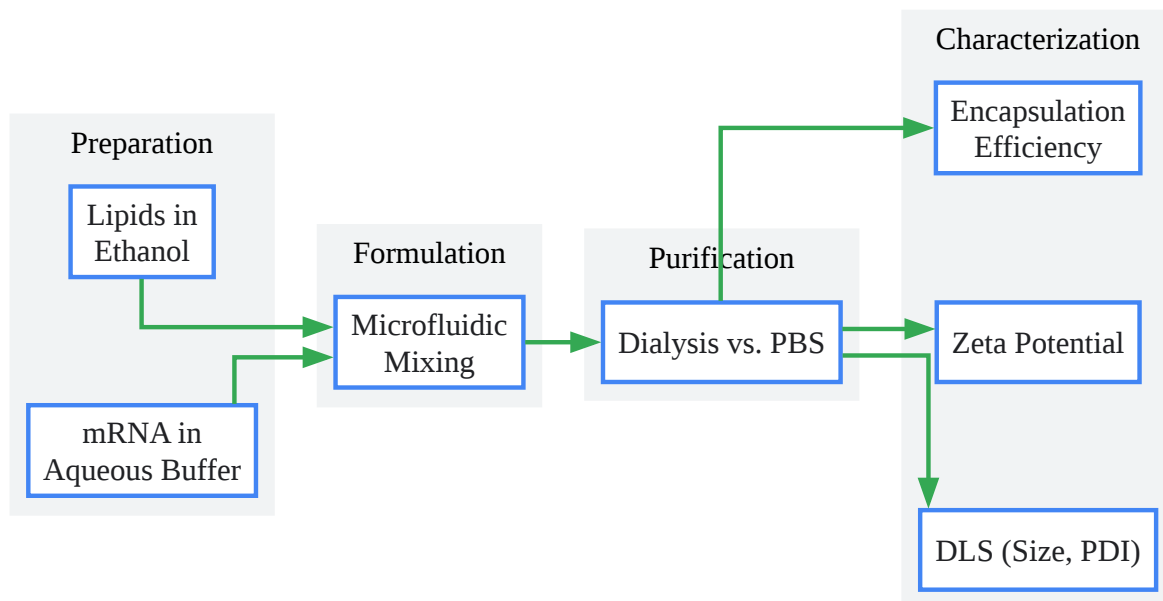 Preparation
Lipids in
Ethanol
mRNA in
Aqueous Buffer
Formulation
Microfluidic
Mixing
Purification
Dialysis vs. PBS
Characterization
Encapsulation
Efficiency
Zeta Potential
DLS (Size, PDI)